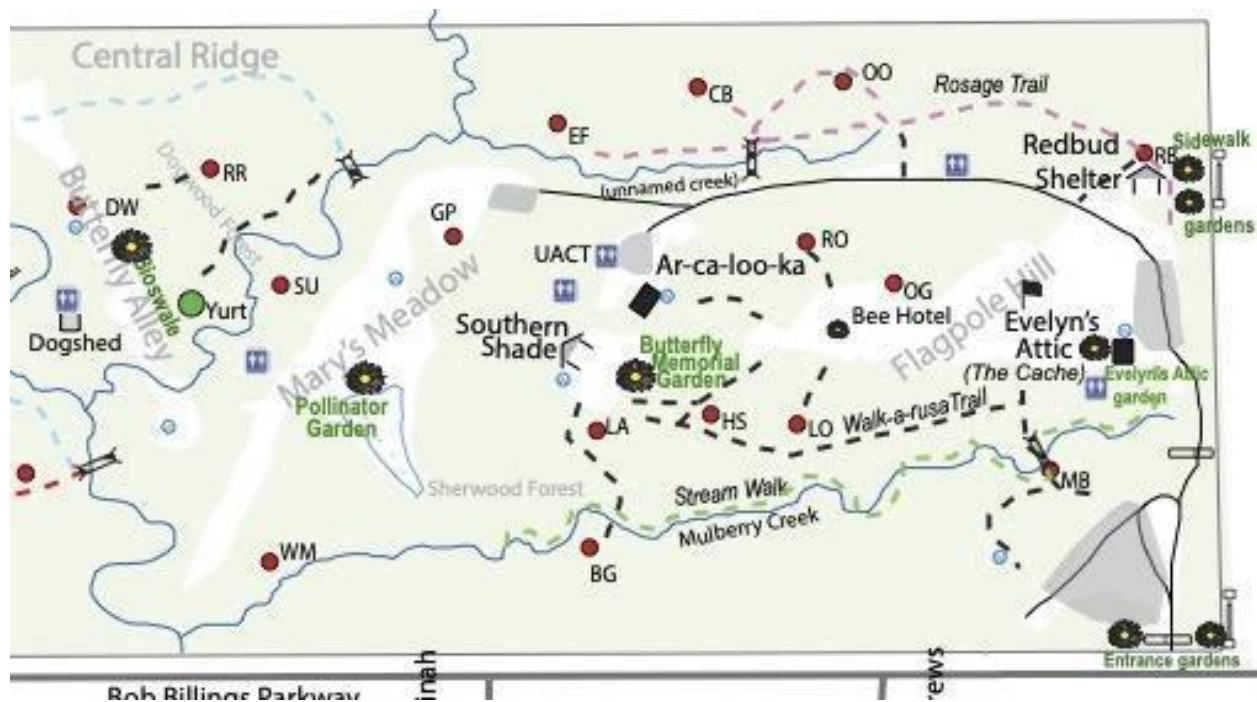 Central Ridge
OO
CB
Rosage Trail
EF
Redbud
Shelter
RB
Sidewalk
gardens
Dogwood Forest
RR
(unnamed creek)
Butterfly Alley
DW
GP
UACT
Ar-ca-loo-ka
RO
Bioswale
SU
Yurt
Mary's Meadow
OG
Bee Hotel
Flagpole Hill
Dogshed
Southern
Shade
Butterfly
Memorial
Garden
Evelyn's
Attic
(The Cache)
Evelyn's Attic
garden
Pollinator
Garden
LA
HS
LO
Walk-a-rusaTrail
Sherwood Forest
Stream Walk
MB
Mulberry Creek
WM
BG
Entrance gardens
Bob Billings Parkway
inah
rews